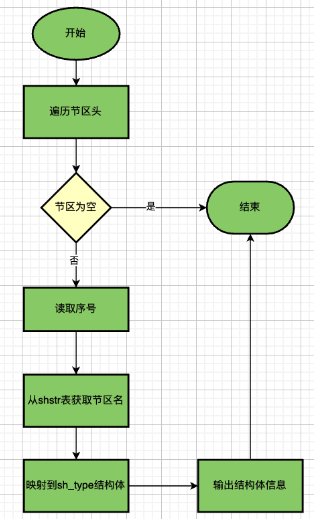 开始
遍历节区头
节区为空
是
结束
否
读取序号
从shstr表获取节区名
映射到sh_type结构体
输出结构体信息